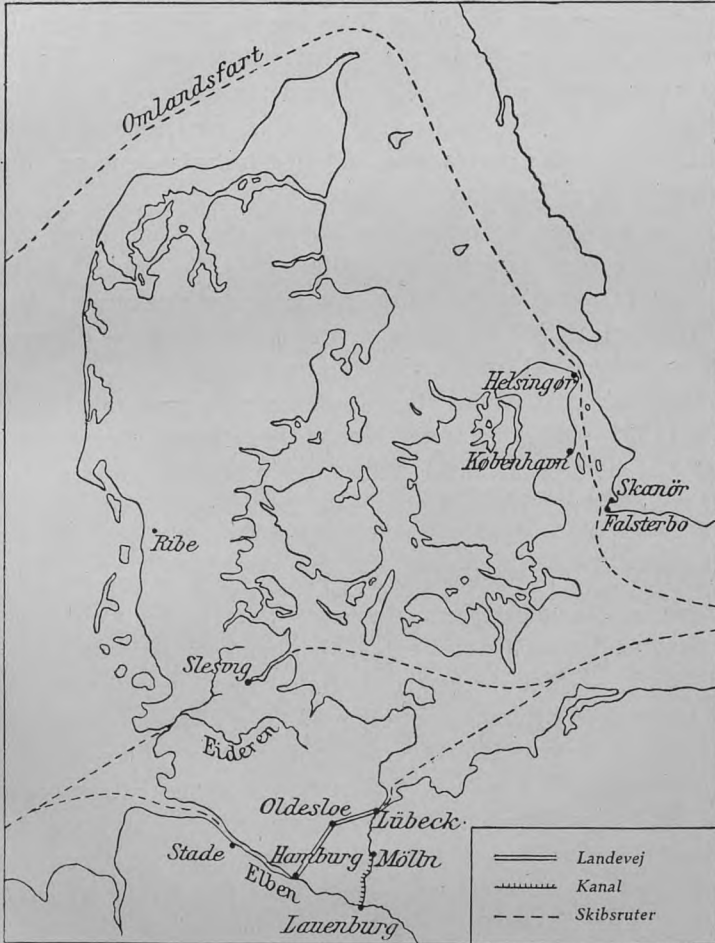 Omlandsfart
Helsingør
København
Skanör
Falsterbo
Ribe
Slesvig
Eideren
Oldesloe
Lübeck
Stade
Hamburg
Mölln
Elben
Lauenburg
Landevej
Kanal
Skibsruter